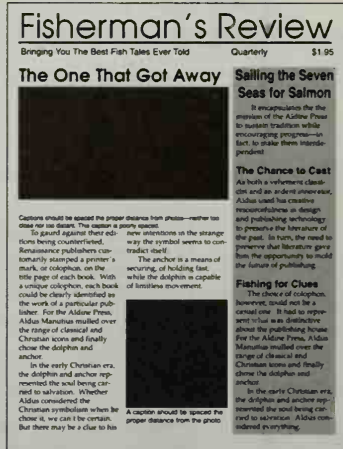 Fisherman's Review
Bringing You The Best Fish Tales Ever Told Quarterly $1.95
The One That Got Away
Captions should be spaced the proper distance from photos—neither too
close nor too distant. This caption is poorly spaced.
To gaurd against their edi-
tions being counterfeited,
Renaissance publishers cus-
tomarily stamped a printer's
mark, or colophon, on the
title page of each book. With
a unique colophon, each book
could be clearly identified as
the work of a particular pub-
lisher. For the Aldine Press,
Aldus Manutius mulled over
the range of classical and
Christian icons and finally
chose the dolphin and
anchor.
In the early Christian era,
the dolphin and anchor rep-
resented the soul being car-
ried to salvation. Whether
Aldus considered the
Christian symbolism when he
chose it, we can't be certain.
But there may be a clue to his
new intentions in the strange
way the symbol seems to con-
tradict itself.
The anchor is a means of
securing, of holding fast,
while the dolphin is capable
of limitless movement.
A caption should be spaced the
proper distance from the photo
Sailing the Seven
Seas for Salmon
It encapsulates the the
mission of the Aldine Press
to sustain tradition while
encouraging progress—in
fact, to make them interde-
pendent
The Chance to Cast
As both a vehement classi-
cist and an ardent innovator,
Aldus used his creative
resourcefulness in design
and publishing technology
to preserve the literature of
the past. In turn, the need to
preserve that literature gave
him the opportunity to mold
the future of publishing.
Fishing for Clues
The choice of colophon,
however, could not be a
casual one. It had to repre-
sent what was distinctive
about the publishing house.
For the Aldine Press, Aldus
Manutius mulled over the
range of classical and
Christian icons and finally
chose the dolphin and
anchor
In the early Christian era,
the dolphin and anchor rep-
resented the soul being car-
ried to salvation. Aldus con-
sidered everything.